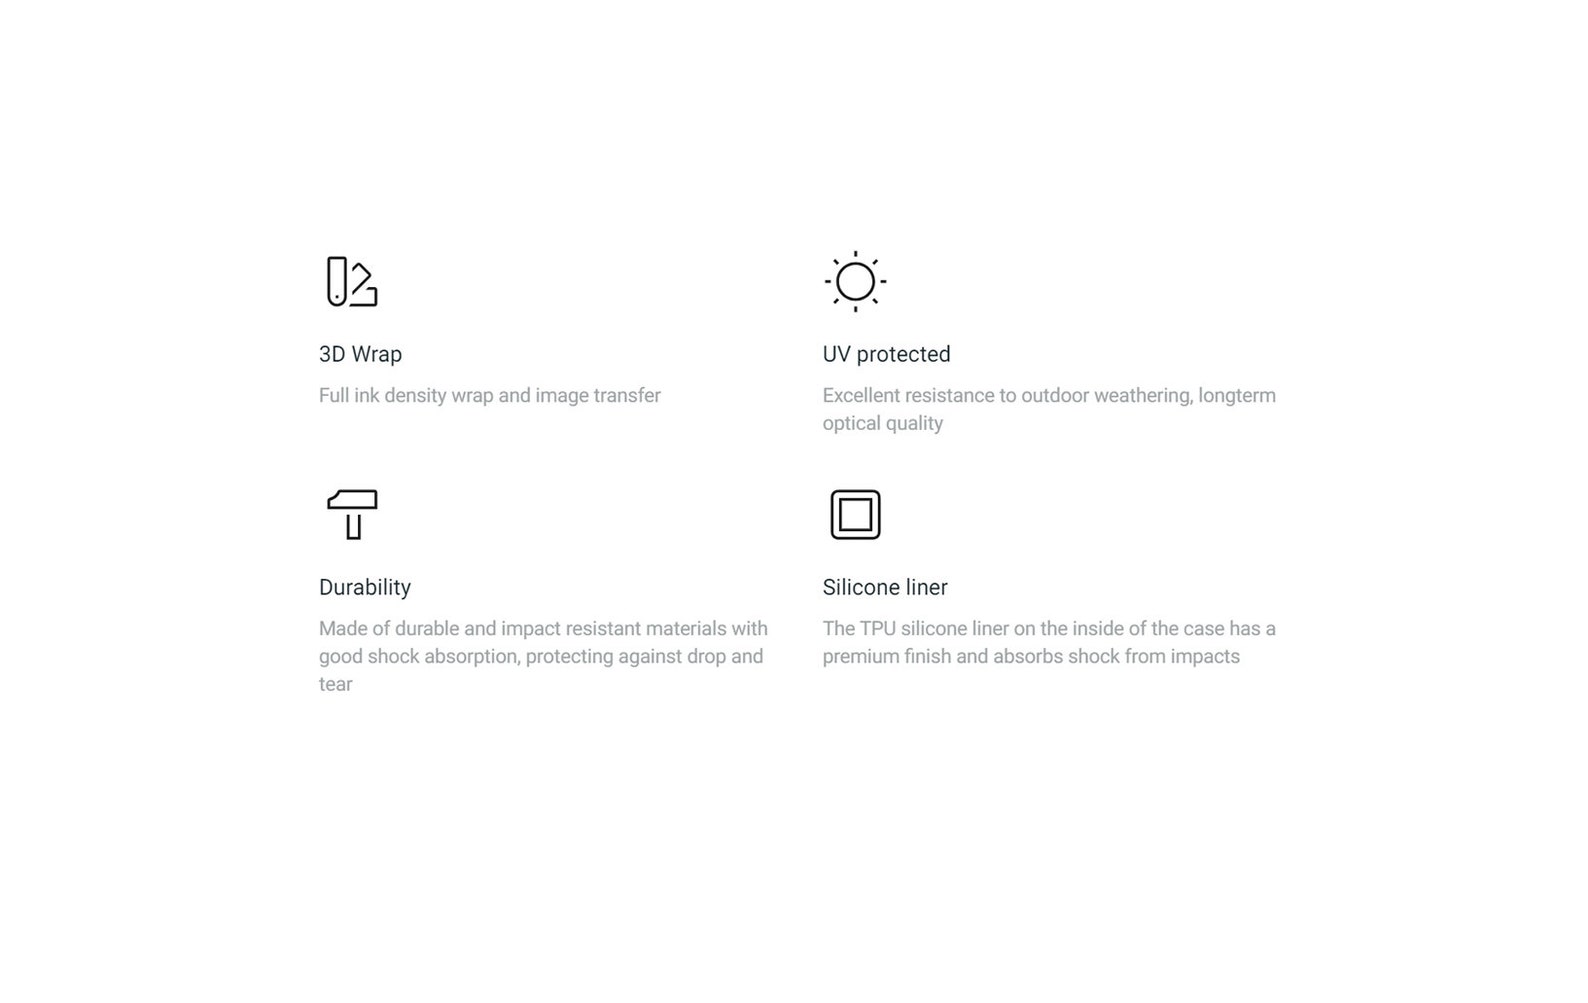 3D Wrap
Full ink density wrap and image transfer
UV protected
Excellent resistance to outdoor weathering, longterm
optical quality
Durability
Made of durable and impact resistant materials with
good shock absorption, protecting against drop and
tear
Silicone liner
The TPU silicone liner on the inside of the case has a
premium finish and absorbs shock from impacts